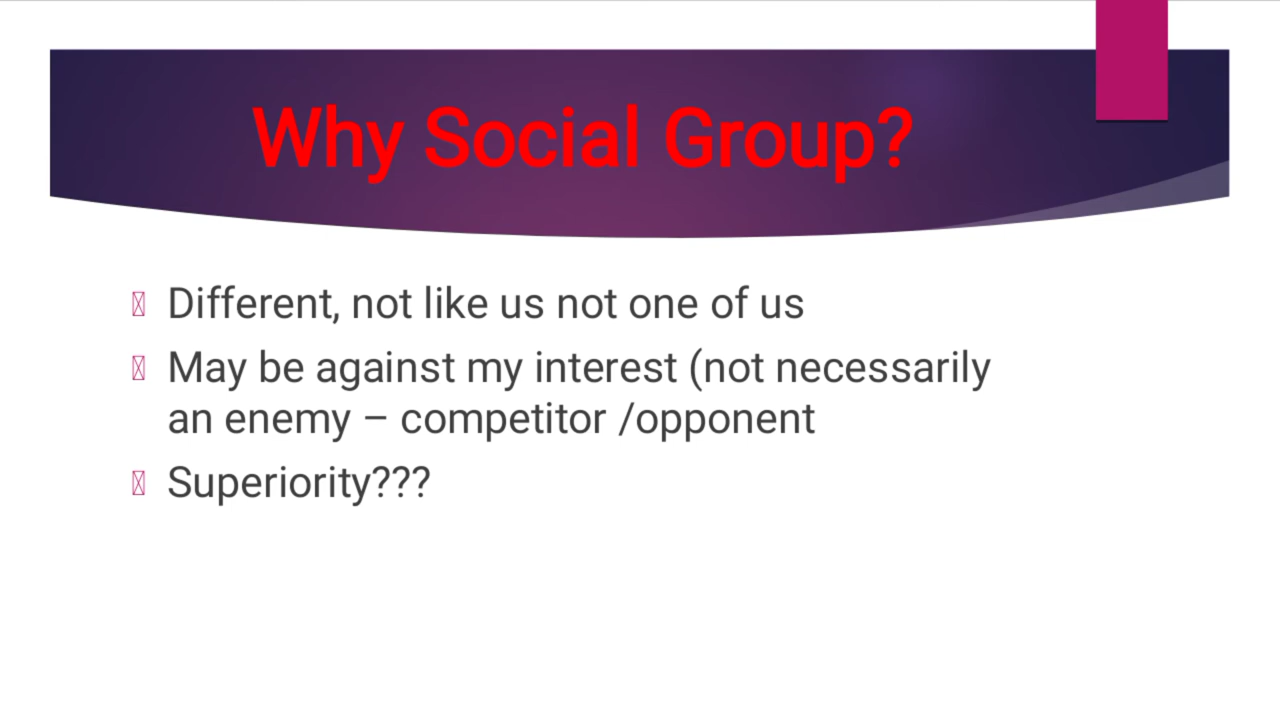 Why Social Group?
Different, not like us not one of us
May be against my interest (not necessarily
an enemy – competitor /opponent
Superiority???